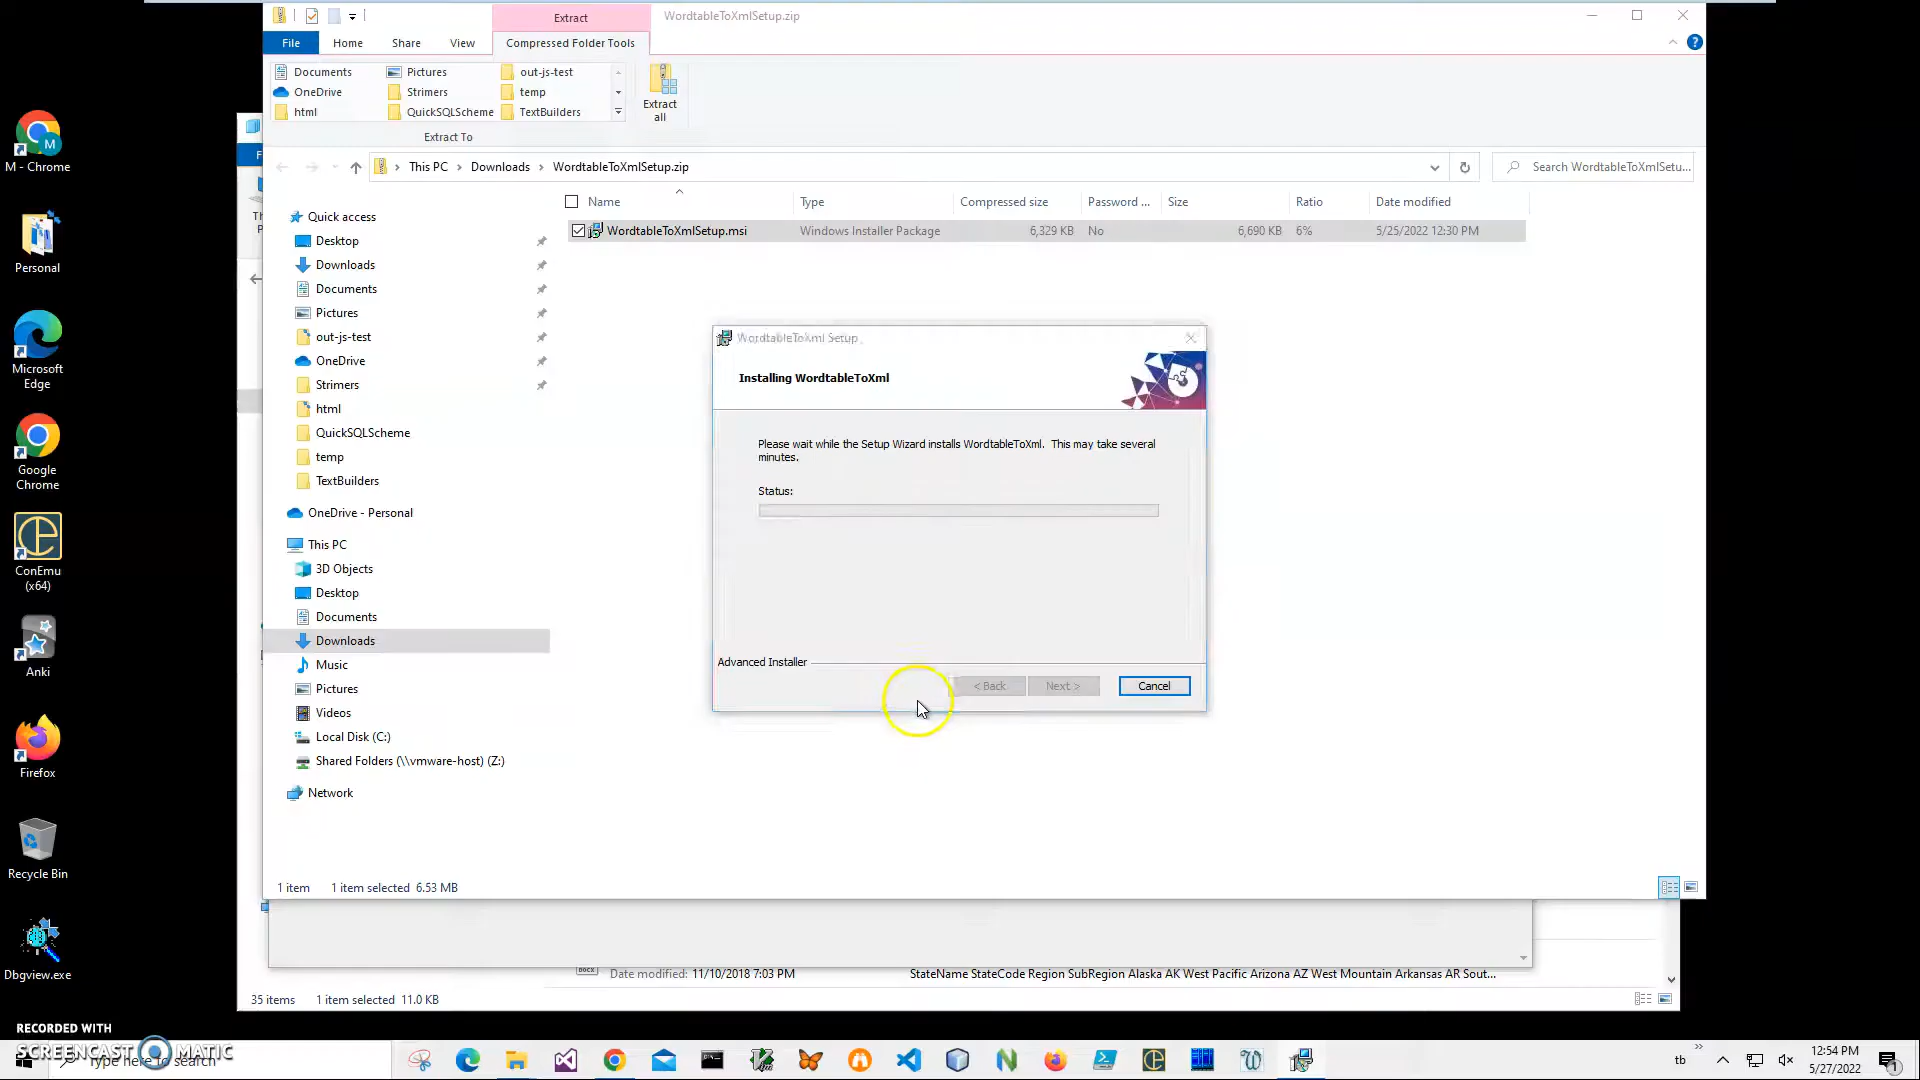 Extract
WordtableToXmlSetup.zip
File
Home
Share
View
Compressed Folder Tools
Documents
Pictures
out-js-test
OneDrive
Strimers
temp
html
QuickSQLScheme
TextBuilders
Extract
all
Extract To
This PC
Downloads
WordtableToXmlSetup.zip
Search WordtableToXmlSetu...
Name
Type
Compressed size
Password ...
Size
Ratio
Date modified
WordtableToXmlSetup.msi
Windows Installer Package
6,329 KB
No
6,690 KB
6%
5/25/2022 12:30 PM
Quick access
Desktop
Downloads
Documents
Pictures
out-js-test
OneDrive
Strimers
html
QuickSQLScheme
temp
TextBuilders
OneDrive - Personal
This PC
3D Objects
Desktop
Documents
Downloads
Music
Pictures
Videos
Local Disk (C:)
Shared Folders (\\vmware-host) (Z:)
Network
1 item
1 item selected 6.53 MB
WordtableToXml Setup
Installing WordtableToXml
Please wait while the Setup Wizard installs WordtableToXml. This may take several
minutes.
Status:
Advanced Installer
< Back
Next >
Cancel
Date modified: 11/10/2018 7:03 PM
StateName StateCode Region SubRegion Alaska AK West Pacific Arizona AZ West Mountain Arkansas AR Sout...
35 items
1 item selected 11.0 KB
M - Chrome
Personal
Microsoft
Edge
Google
Chrome
ConEmu
(x64)
Anki
Firefox
Recycle Bin
Dbgview.exe
RECORDED WITH
SCREENCAST MATIC
Type here to search
tb
12:54 PM
5/27/2022